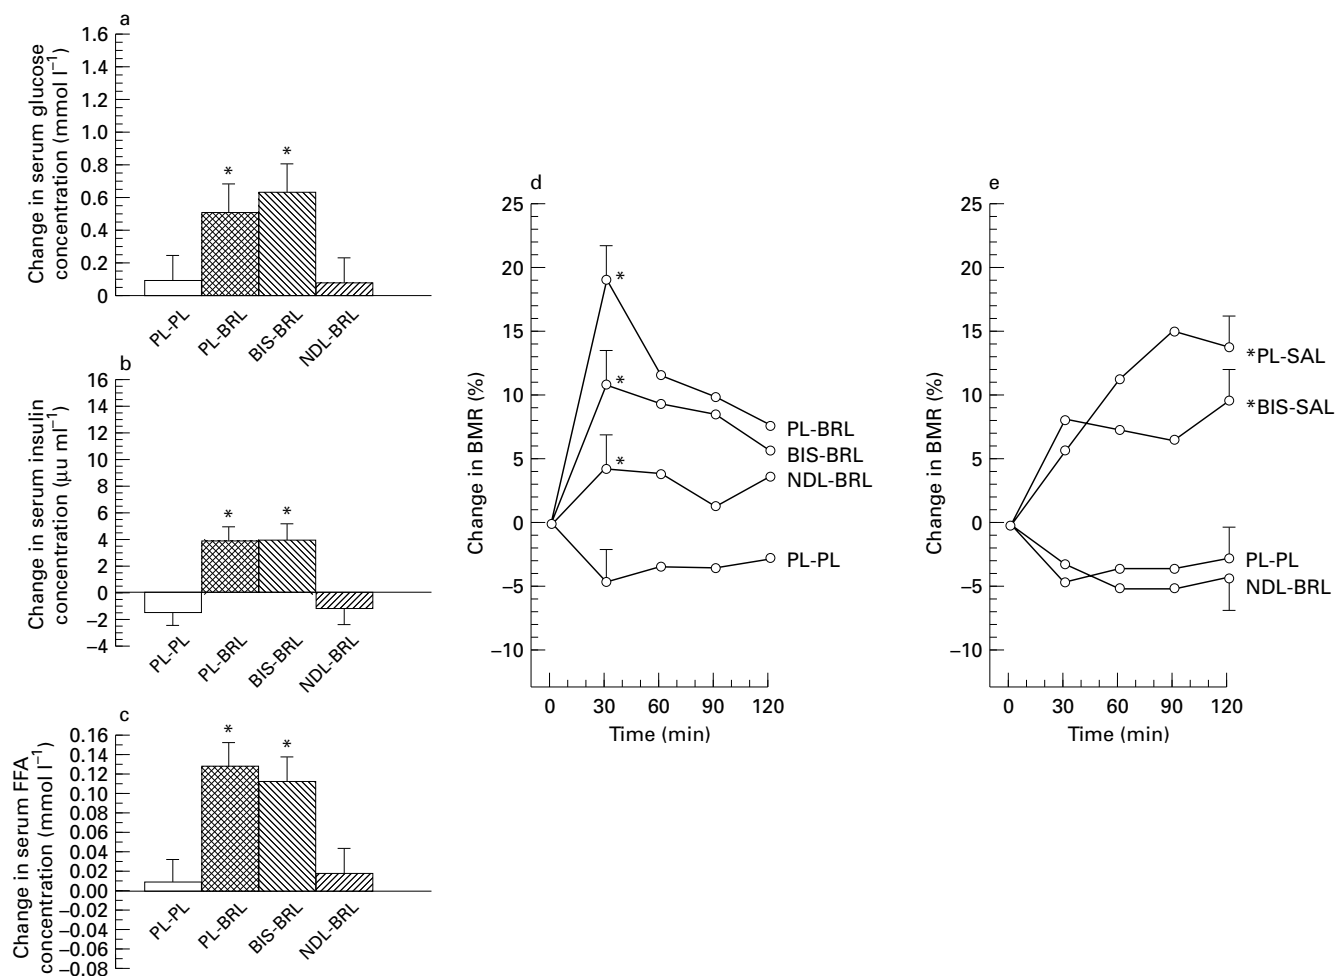 a
Change in serum glucose
concentration (mmol l⁻¹)
1.6
1.4
1.2
1.0
0.8
0.6
0.4
0.2
0
*
*
PL-PL
PL-BRL
BIS-BRL
NDL-BRL
b
Change in serum insulin
concentration (μu ml⁻¹)
16
14
12
10
8
6
4
2
0
−2
−4
*
*
PL-PL
PL-BRL
BIS-BRL
NDL-BRL
c
Change in serum FFA
concentration (mmol l⁻¹)
0.16
0.14
0.12
0.10
0.08
0.06
0.04
0.02
0.00
−0.02
−0.04
−0.06
−0.08
*
*
PL-PL
PL-BRL
BIS-BRL
NDL-BRL
d
Change in BMR (%)
25
20
15
10
5
0
−5
−10
*
*
*
PL-BRL
BIS-BRL
NDL-BRL
PL-PL
0 30 60 90 120
Time (min)
e
Change in BMR (%)
25
20
15
10
5
0
−5
−10
*PL-SAL
*BIS-SAL
PL-PL
NDL-BRL
0 30 60 90 120
Time (min)